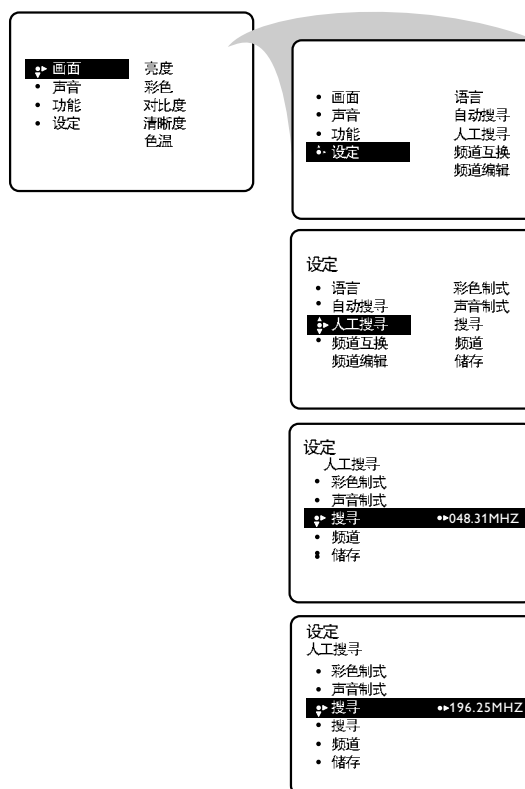 画面 亮度
声音 彩色
功能 对比度
设定 清晰度
色温
画面 语言
声音 自动搜寻
功能 人工搜寻
设定 频道互换
频道编辑
设定
语言 彩色制式
自动搜寻 声音制式
人工搜寻 搜寻
频道互换 频道
频道编辑 储存
设定
人工搜寻
彩色制式
声音制式
搜寻 048.31MHZ
频道
储存
设定
人工搜寻
彩色制式
声音制式
搜寻 196.25MHZ
搜寻
频道
储存